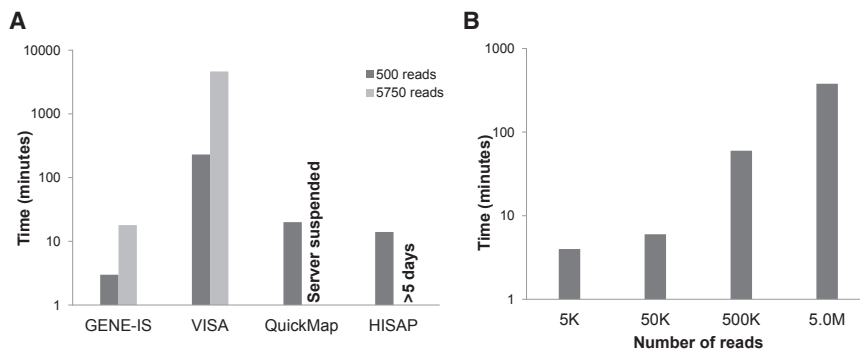 A
10000
1000
100
10
1
Time (minutes)
500 reads
5750 reads
Server suspended
>5 days
GENE-IS VISA QuickMap HISAP
B
1000
100
10
1
Time (minutes)
5K 50K 500K 5.0M
Number of reads